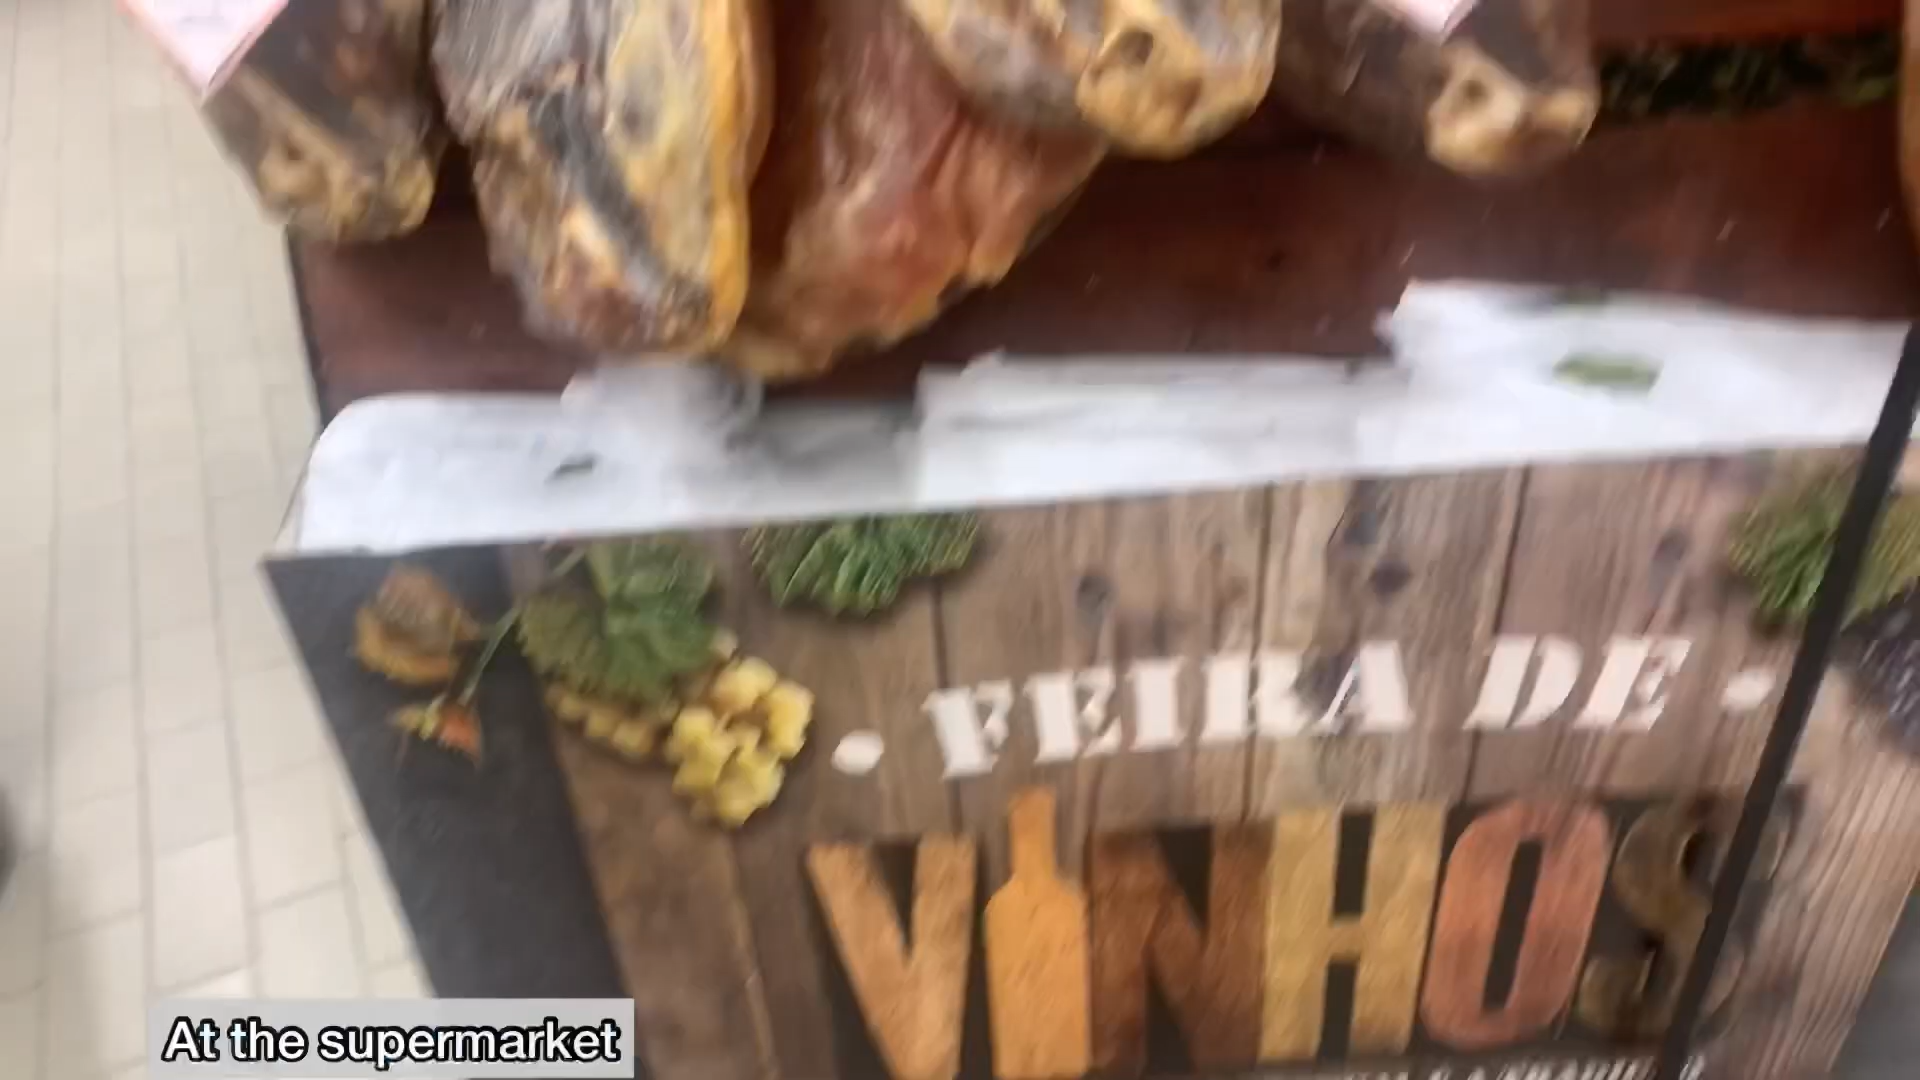 · FEIRA DE ·
VINHOS
At the supermarket